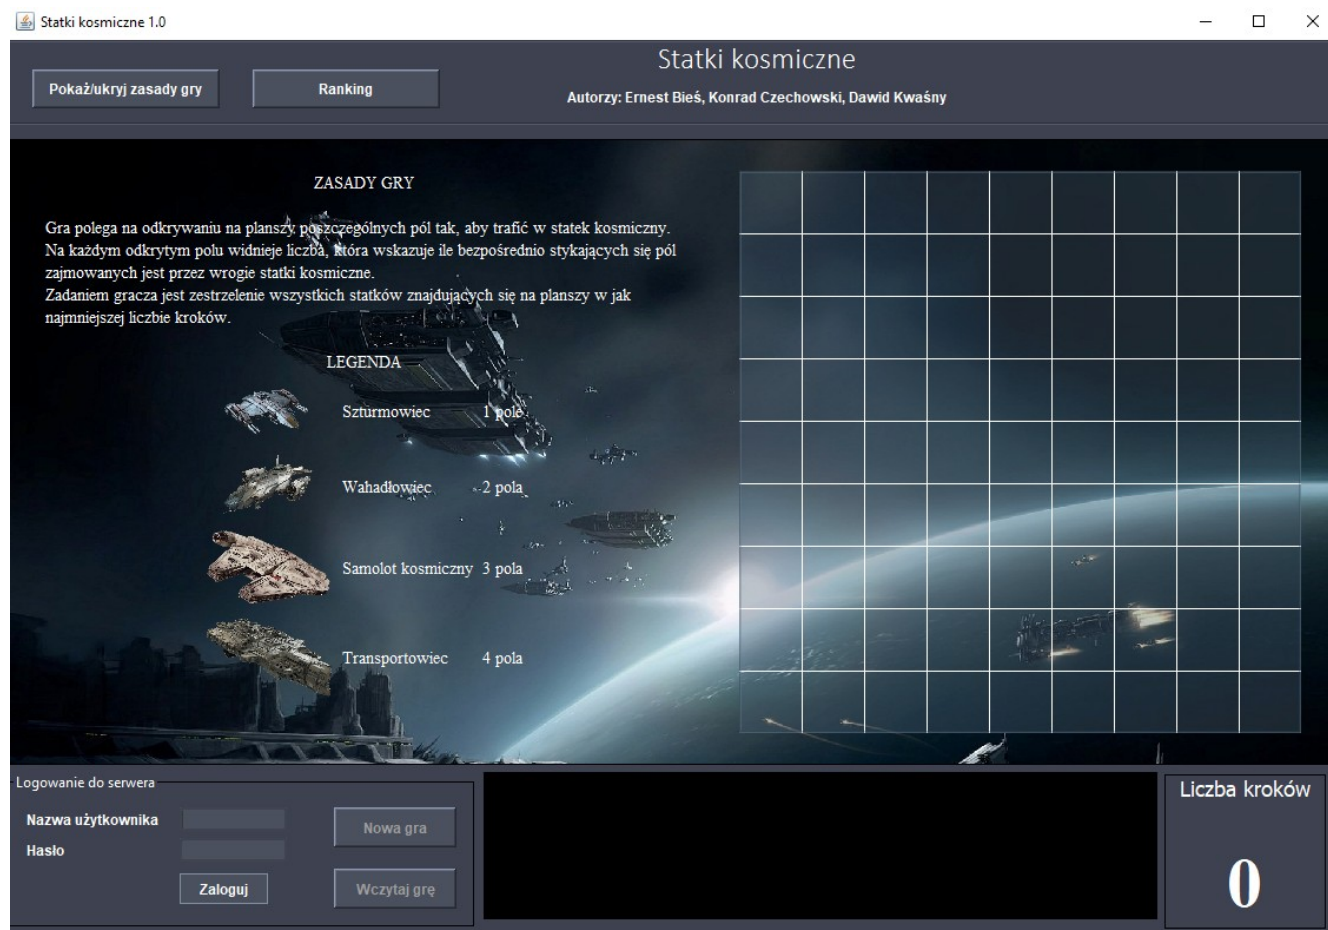 Statki kosmiczne 1.0
Statki kosmiczne
Pokaż/ukryj zasady gry
Ranking
Autorzy: Ernest Bieś, Konrad Czechowski, Dawid Kwaśny
ZASADY GRY
Gra polega na odkrywaniu na planszy poszczególnych pól tak, aby trafić w statek kosmiczny.
Na każdym odkrytym polu widnieje liczba, która wskazuje ile bezpośrednio stykających się pól
zajmowanych jest przez wrogie statki kosmiczne.
Zadaniem gracza jest zestrzelenie wszystkich statków znajdujących się na planszy w jak
najmniejszej liczbie kroków.
LEGENDA
Szturmowiec 1 pole
Wahadłowiec 2 pola
Samolot kosmiczny 3 pola
Transportowiec 4 pola
Logowanie do serwera
Nazwa użytkownika
Hasło
Zaloguj
Nowa gra
Wczytaj grę
Liczba kroków
0